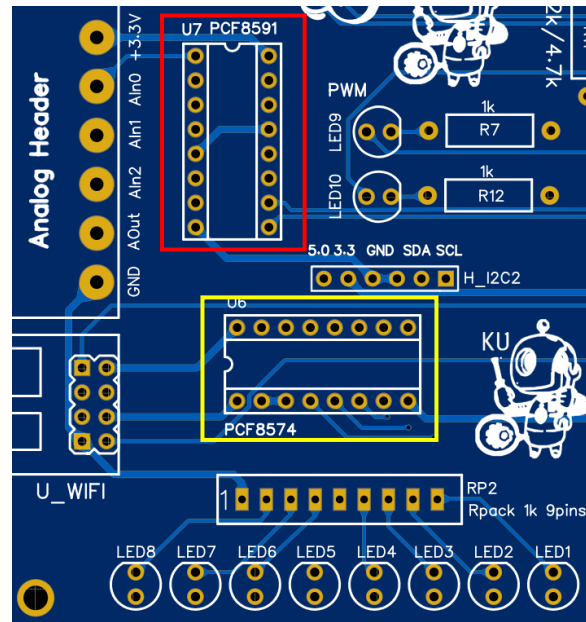 U7 PCF8591
+3.3V
AIn0
AIn1
AIn2
AOut
GND
Analog Header
2k/4.7k
PWM
LED9
1k
R7
LED10
1k
R12
5.0 3.3 GND SDA SCL
H_I2C2
U6
PCF8574
KU
U_WIFI
1
RP2
Rpack 1k 9pins
LED8 LED7 LED6 LED5 LED4 LED3 LED2 LED1